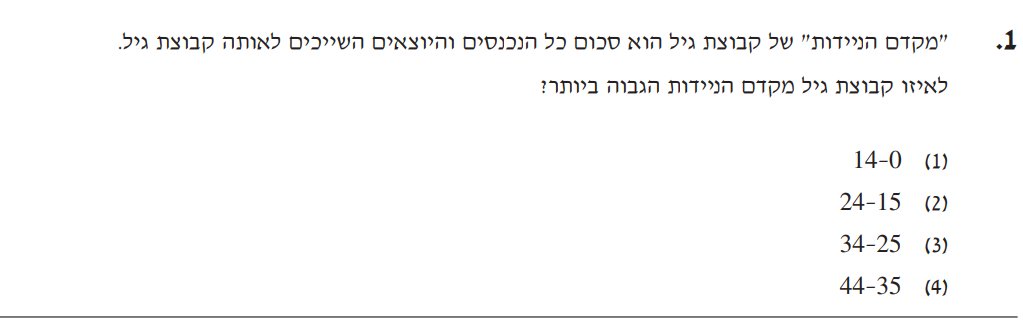 1. "מקדם הניידות" של קבוצת גיל הוא סכום כל הנכנסים והיוצאים השייכים לאותה קבוצת גיל.
לאיזו קבוצת גיל מקדם הניידות הגבוה ביותר?
(1) 14-0
(2) 24-15
(3) 34-25
(4) 44-35